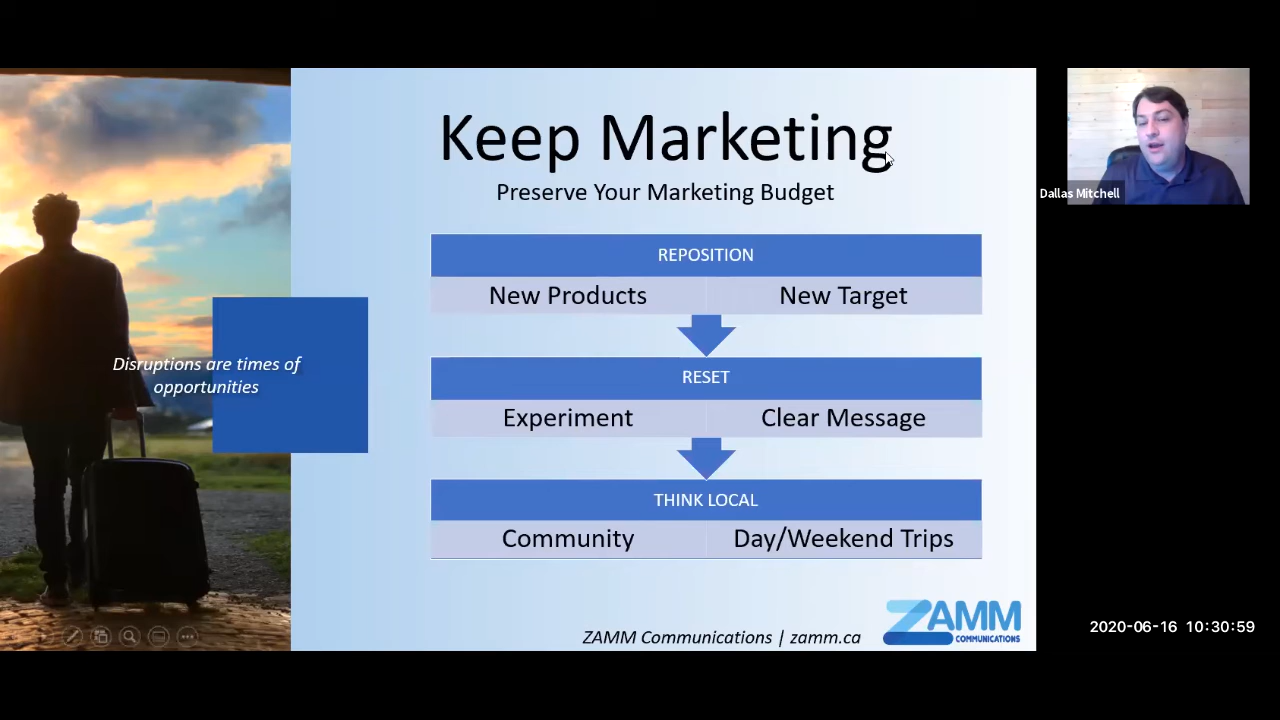 Keep Marketing
Preserve Your Marketing Budget
REPOSITION
New Products New Target
Disruptions are times of
opportunities
RESET
Experiment Clear Message
THINK LOCAL
Community Day/Weekend Trips
ZAMM Communications | zamm.ca
ZAMM
COMMUNICATIONS
Dallas Mitchell
2020-06-16 10:30:59